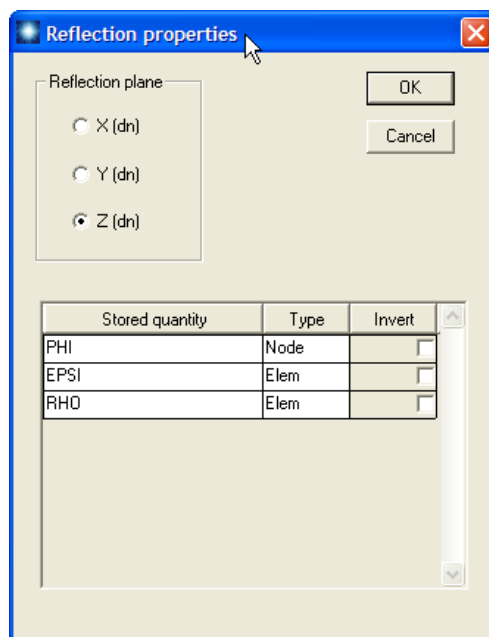 Reflection properties
Reflection plane
OK
X (dn)
Cancel
Y (dn)
Z (dn)
Stored quantity Type Invert
PHI Node
EPSI Elem
RHO Elem